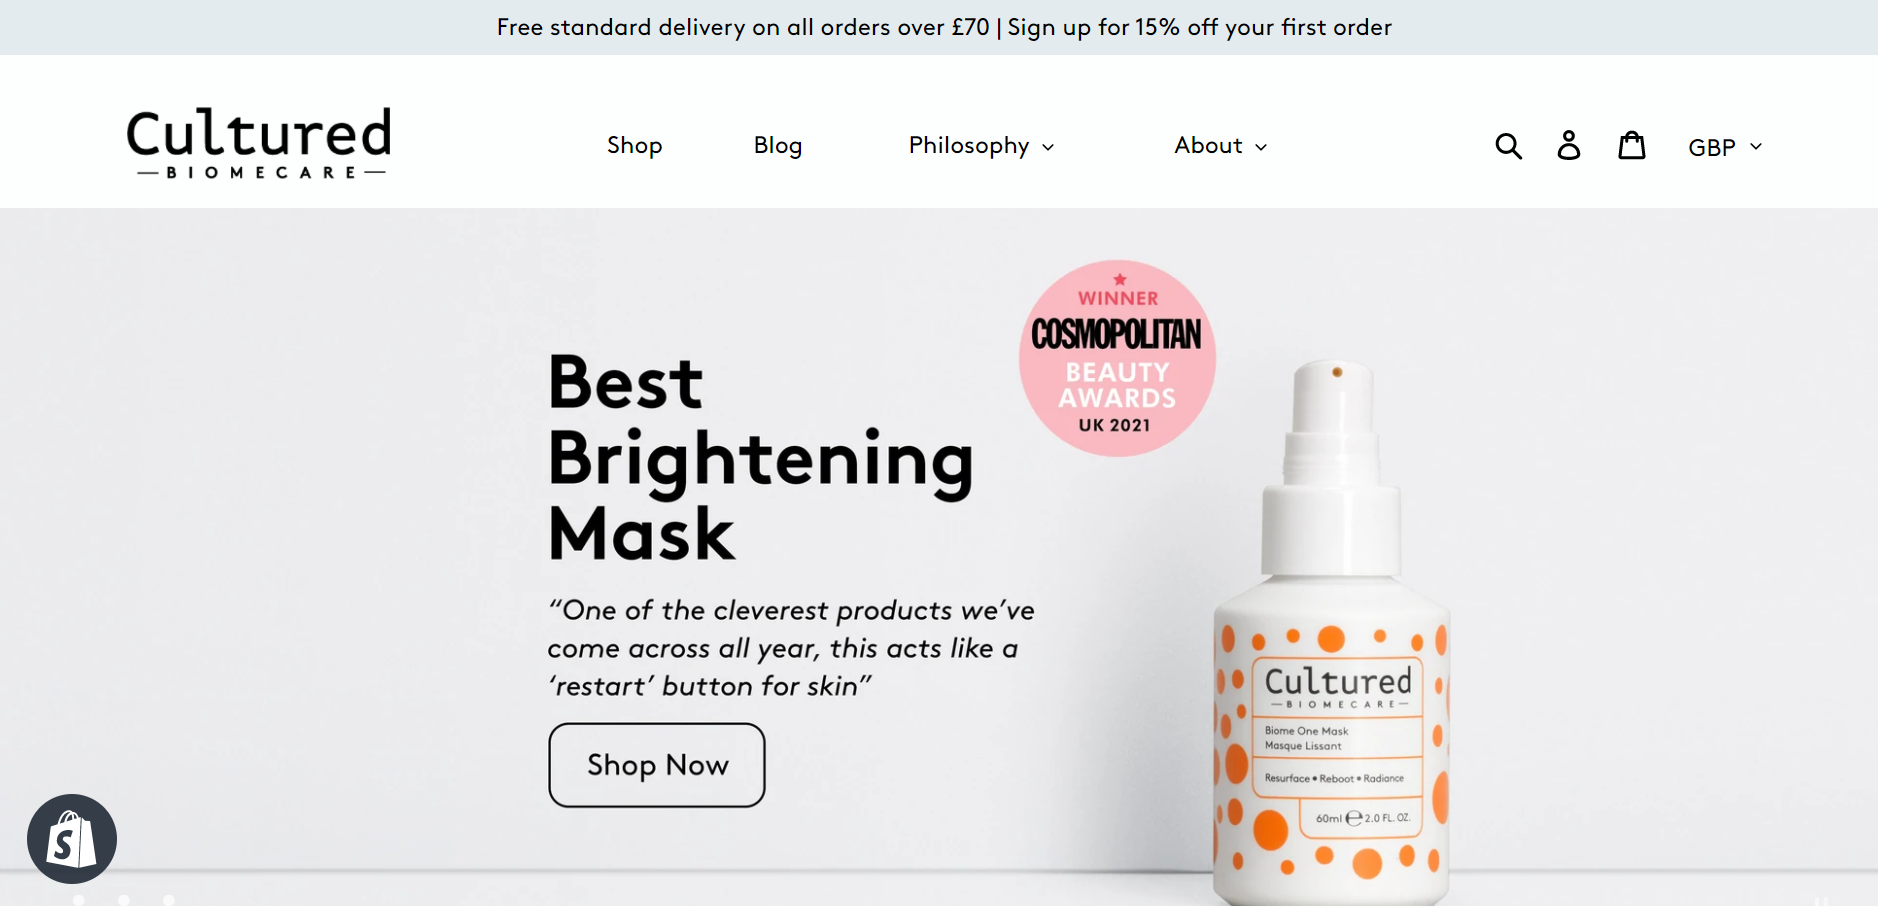 Free standard delivery on all orders over £70 | Sign up for 15% off your first order
Cultured
BIOMECARE
Shop
Blog
Philosophy
About
GBP
WINNER
COSMOPOLITAN
BEAUTY
AWARDS
UK 2021
Best
Brightening
Mask
“One of the cleverest products we’ve
come across all year, this acts like a
‘restart’ button for skin”
Shop Now
Cultured
BIOMECARE
Biome One Mask
Masque Lissant
Resurface • Reboot • Radiance
60ml ℮ 2.0 FL. OZ.
S